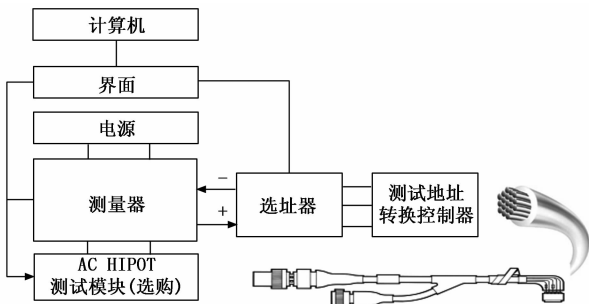 计算机
界面
电源
测量器
−
+
选址器
测试地址
转换控制器
AC HIPOT
测试模块(选购)